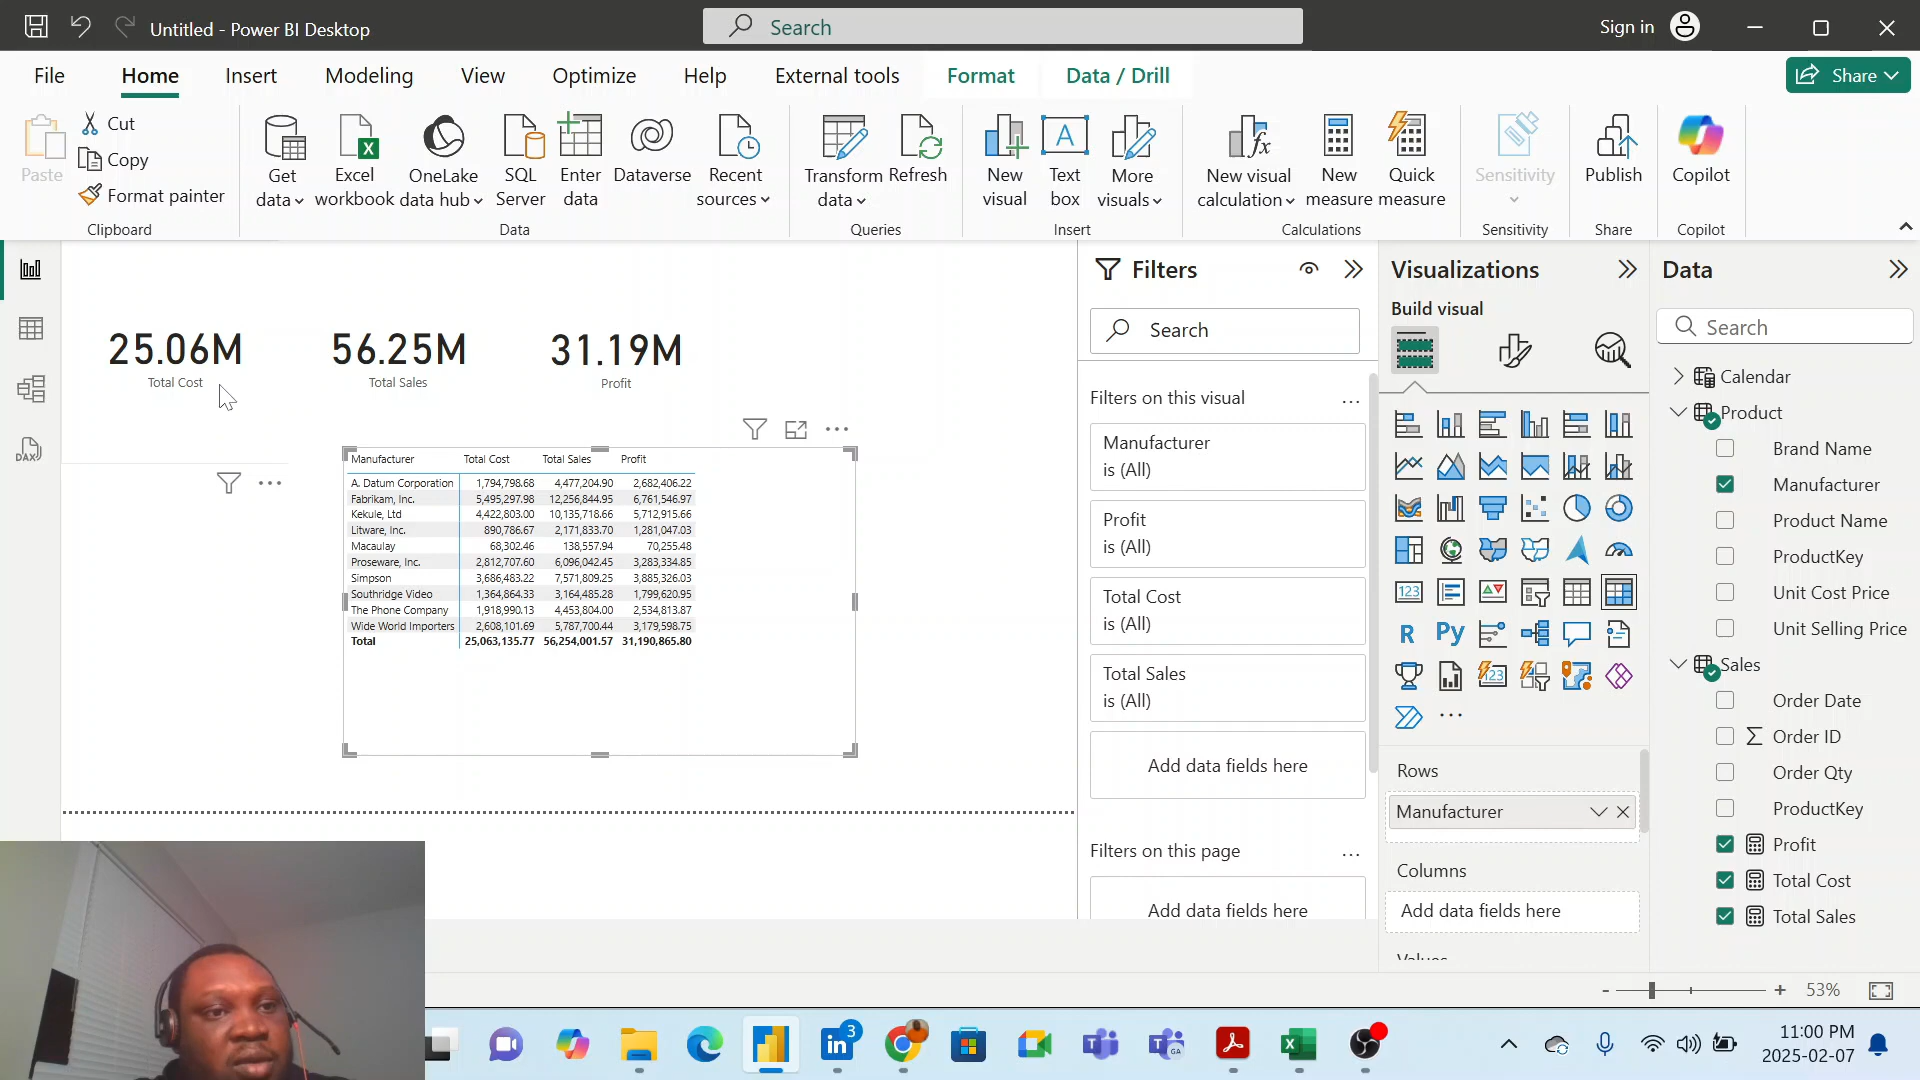 Untitled - Power BI Desktop
Search
Sign in
File
Home
Insert
Modeling
View
Optimize
Help
External tools
Format
Data / Drill
Share
Paste
Cut
Copy
Format painter
Clipboard
Get data
Excel workbook
OneLake data hub
SQL Server
Enter data
Dataverse
Recent sources
Data
Transform data
Refresh
Queries
New visual
Text box
More visuals
Insert
New visual calculation
New measure
Quick measure
Calculations
Sensitivity
Sensitivity
Publish
Share
Copilot
Copilot
25.06M
Total Cost
56.25M
Total Sales
31.19M
Profit
Manufacturer Total Cost Total Sales Profit
A. Datum Corporation 1,794,798.68 4,477,204.90 2,682,406.22
Fabrikam, Inc. 5,495,297.98 12,256,844.95 6,761,546.97
Kekule, Ltd 4,422,803.00 10,135,718.66 5,712,915.66
Litware, Inc. 890,786.67 2,171,833.70 1,281,047.03
Macaulay 68,302.46 138,557.94 70,255.48
Proseware, Inc. 2,812,707.60 6,096,042.45 3,283,334.85
Simpson 3,686,483.22 7,571,809.25 3,885,326.03
Southridge Video 1,364,864.33 3,164,485.28 1,799,620.95
The Phone Company 1,918,990.13 4,453,804.00 2,534,813.87
Wide World Importers 2,608,101.69 5,787,700.44 3,179,598.75
Total 25,063,135.77 56,254,001.57 31,190,865.80
Filters
Search
Filters on this visual
Manufacturer
is (All)
Profit
is (All)
Total Cost
is (All)
Total Sales
is (All)
Add data fields here
Filters on this page
Add data fields here
Visualizations
Build visual
123
R
Py
123
Rows
Manufacturer
Columns
Add data fields here
Values
Data
Search
Calendar
Product
Brand Name
Manufacturer
Product Name
ProductKey
Unit Cost Price
Unit Selling Price
Sales
Order Date
Order ID
Order Qty
ProductKey
Profit
Total Cost
Total Sales
53%
3
11:00 PM
2025-02-07